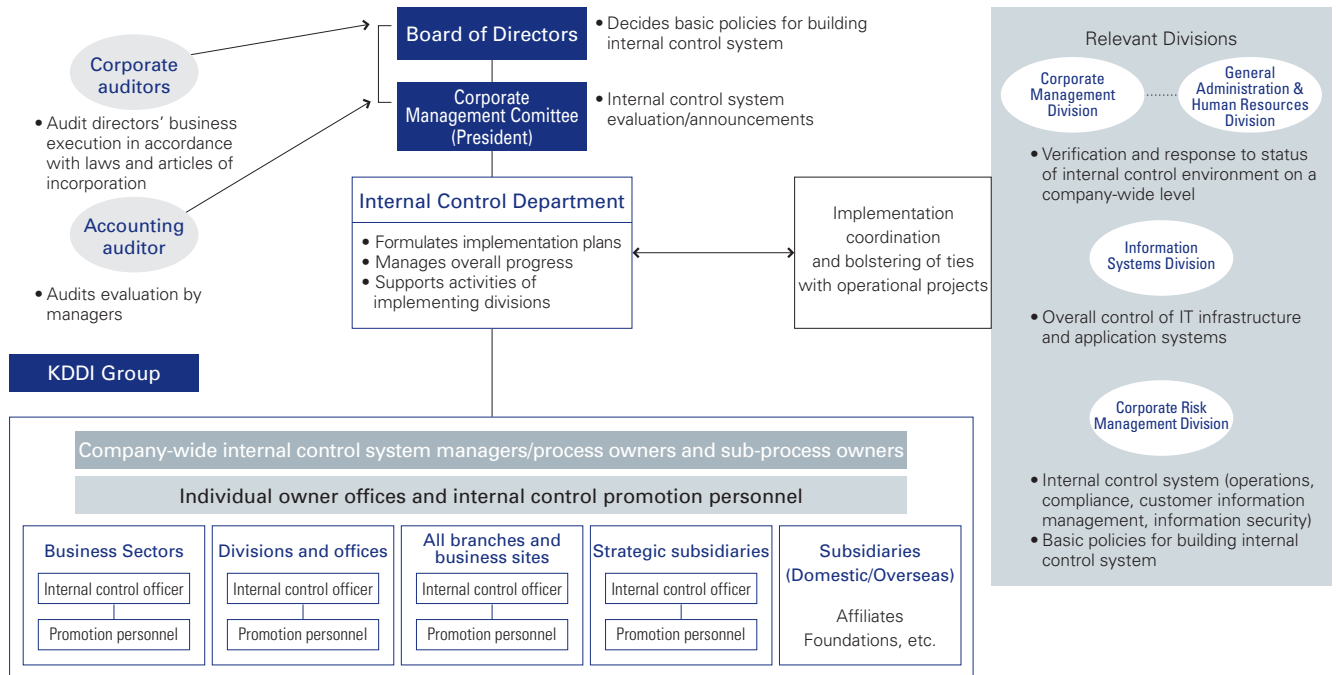 Board of Directors
• Decides basic policies for building
internal control system
Corporate
auditors
• Audit directors’ business
execution in accordance
with laws and articles of
incorporation
Corporate
Management Comittee
(President)
• Internal control system
evaluation/announcements
Accounting
auditor
• Audits evaluation by
managers
Internal Control Department
• Formulates implementation plans
• Manages overall progress
• Supports activities of
implementing divisions
Implementation
coordination
and bolstering of ties
with operational projects
Relevant Divisions
Corporate
Management
Division
General
Administration &
Human Resources
Division
• Verification and response to status
of internal control environment on a
company-wide level
Information
Systems Division
• Overall control of IT infrastructure
and application systems
Corporate Risk
Management Division
• Internal control system (operations,
compliance, customer information
management, information security)
• Basic policies for building internal
control system
KDDI Group
Company-wide internal control system managers/process owners and sub-process owners
Individual owner offices and internal control promotion personnel
Business Sectors
Internal control officer
Promotion personnel
Divisions and offices
Internal control officer
Promotion personnel
All branches and
business sites
Internal control officer
Promotion personnel
Strategic subsidiaries
Internal control officer
Promotion personnel
Subsidiaries
(Domestic/Overseas)
Affiliates
Foundations, etc.